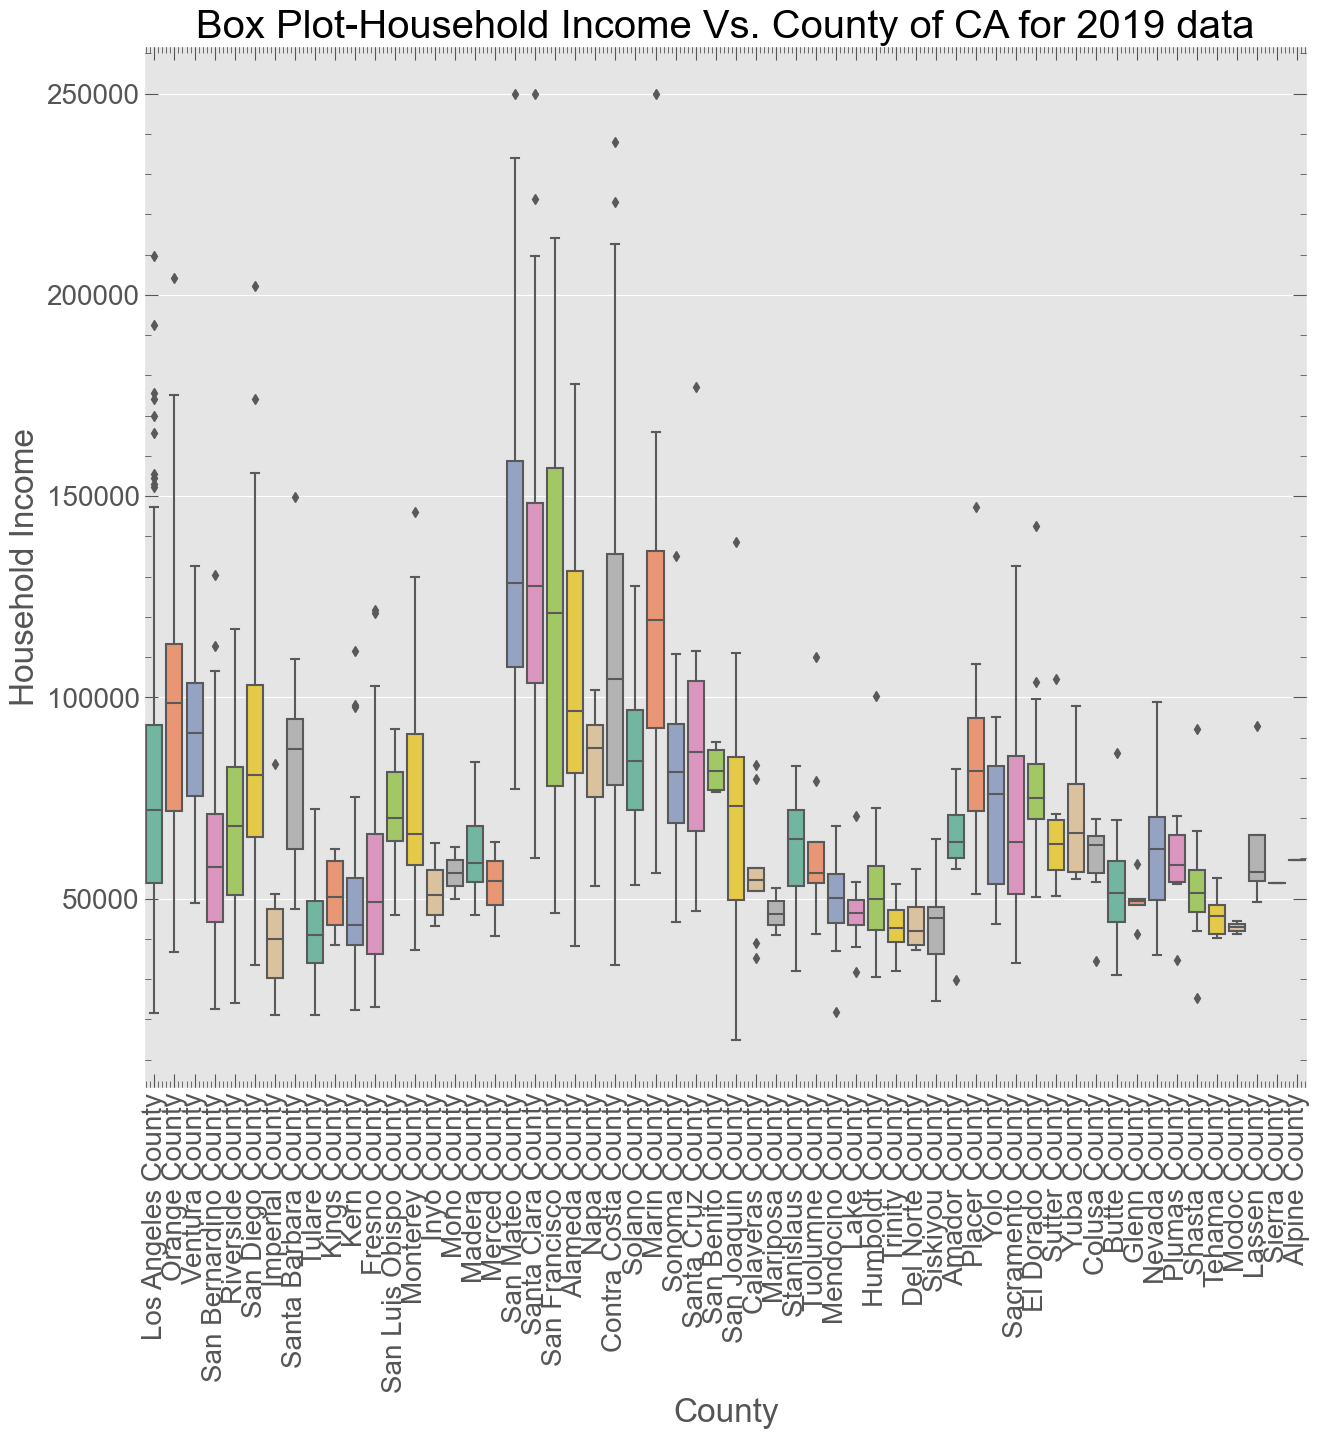 Box Plot-Household Income Vs. County of CA for 2019 data
250000
200000
150000
100000
50000
Household Income
Los Angeles County
Orange County
Ventura County
San Bernardino County
Riverside County
San Diego County
Imperial County
Santa Barbara County
Tulare County
Kings County
Kern County
Fresno County
San Luis Obispo County
Monterey County
Inyo County
Mono County
Madera County
Merced County
San Mateo County
Santa Clara County
San Francisco County
Alameda County
Napa County
Contra Costa County
Solano County
Marin County
Sonoma County
Santa Cruz County
San Benito County
San Joaquin County
Calaveras County
Mariposa County
Stanislaus County
Tuolumne County
Mendocino County
Lake County
Humboldt County
Trinity County
Del Norte County
Siskiyou County
Amador County
Placer County
Yolo County
Sacramento County
El Dorado County
Sutter County
Yuba County
Colusa County
Butte County
Glenn County
Nevada County
Plumas County
Shasta County
Tehama County
Modoc County
Lassen County
Sierra County
Alpine County
County